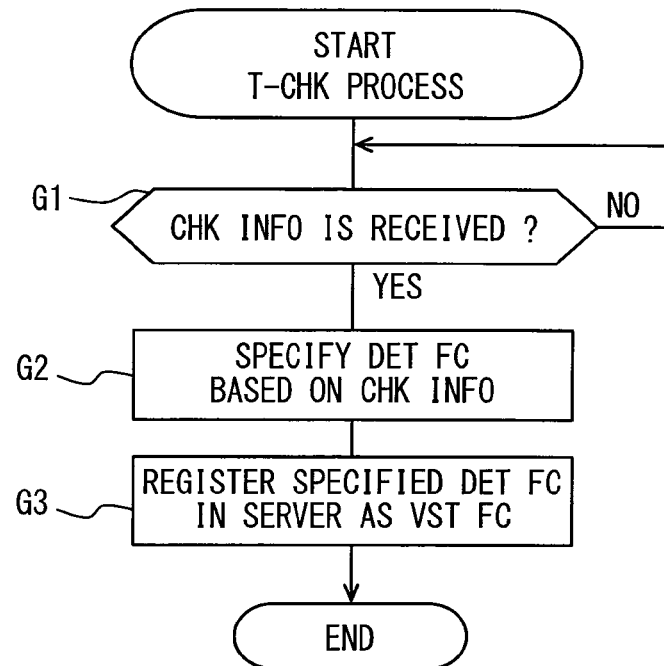 START
T-CHK PROCESS
G1
CHK INFO IS RECEIVED ?
NO
YES
G2
SPECIFY DET FC
BASED ON CHK INFO
G3
REGISTER SPECIFIED DET FC
IN SERVER AS VST FC
END